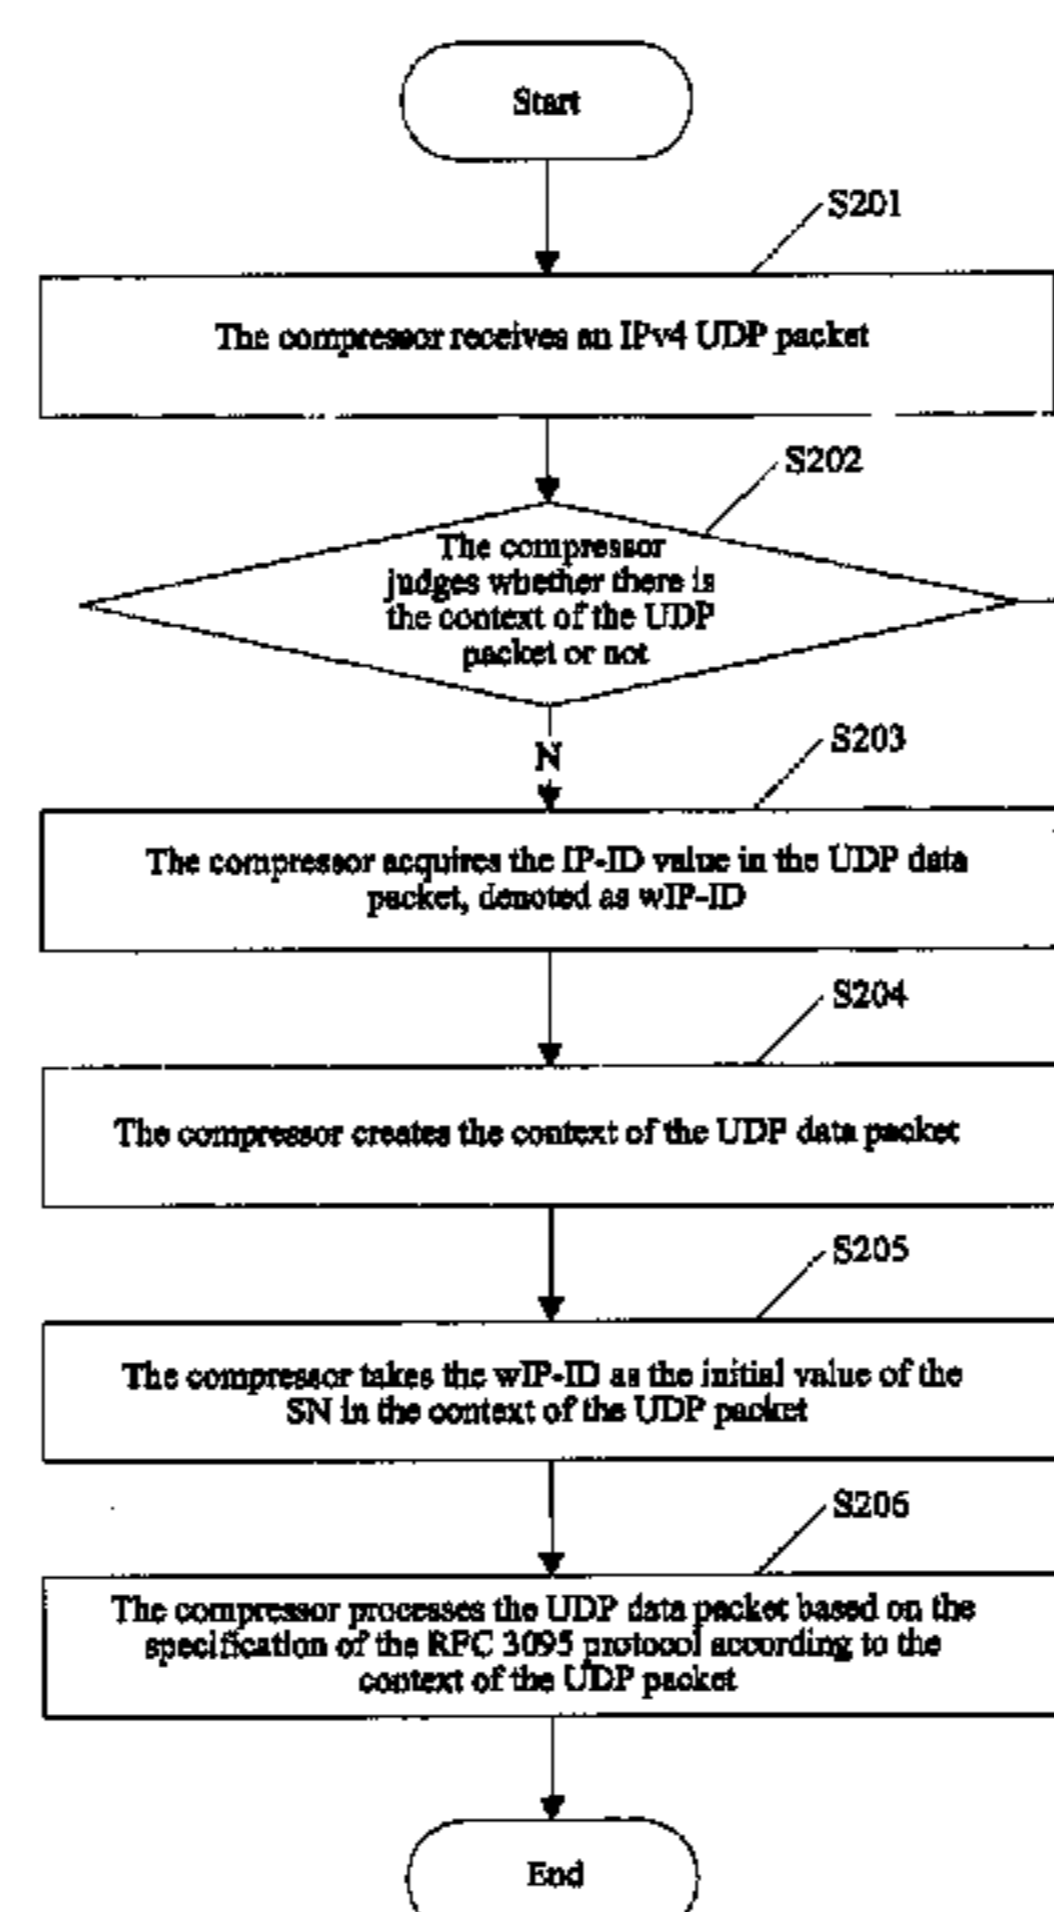 Start
S201
The compressor receives an IPv4 UDP packet
S202
The compressor
judges whether there is
the context of the UDP
packet or not
N
S203
The compressor acquires the IP-ID value in the UDP data
packet, denoted as wIP-ID
S204
The compressor creates the context of the UDP data packet
S205
The compressor takes the wIP-ID as the initial value of the
SN in the context of the UDP packet
S206
The compressor processes the UDP data packet based on the
specification of the RFC 3095 protocol according to the
context of the UDP packet
End